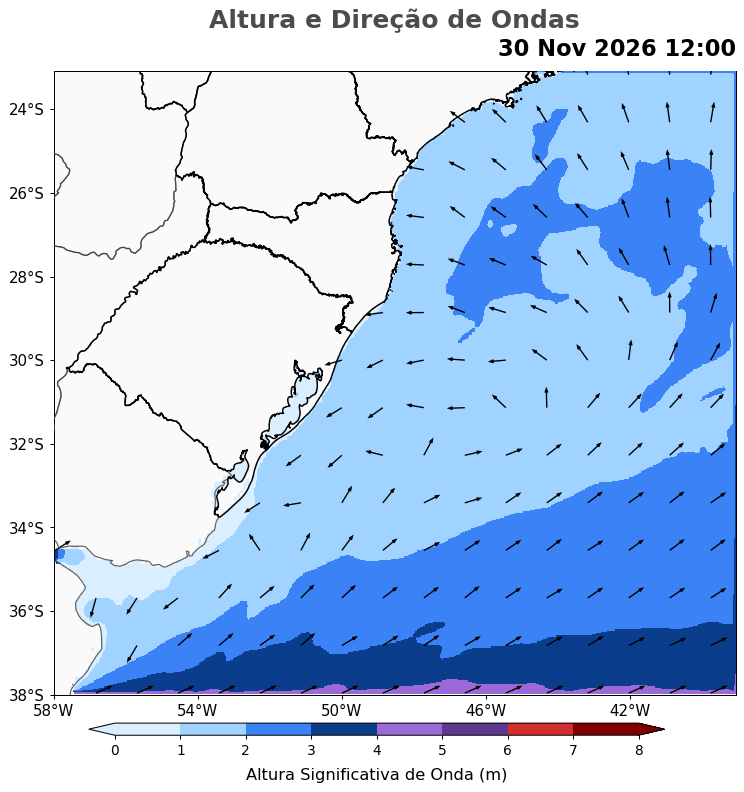 Altura e Direção de Ondas
30 Nov 2026 12:00
24°S
26°S
28°S
30°S
32°S
34°S
36°S
38°S
58°W 54°W 50°W 46°W 42°W
0 1 2 3 4 5 6 7 8
Altura Significativa de Onda (m)